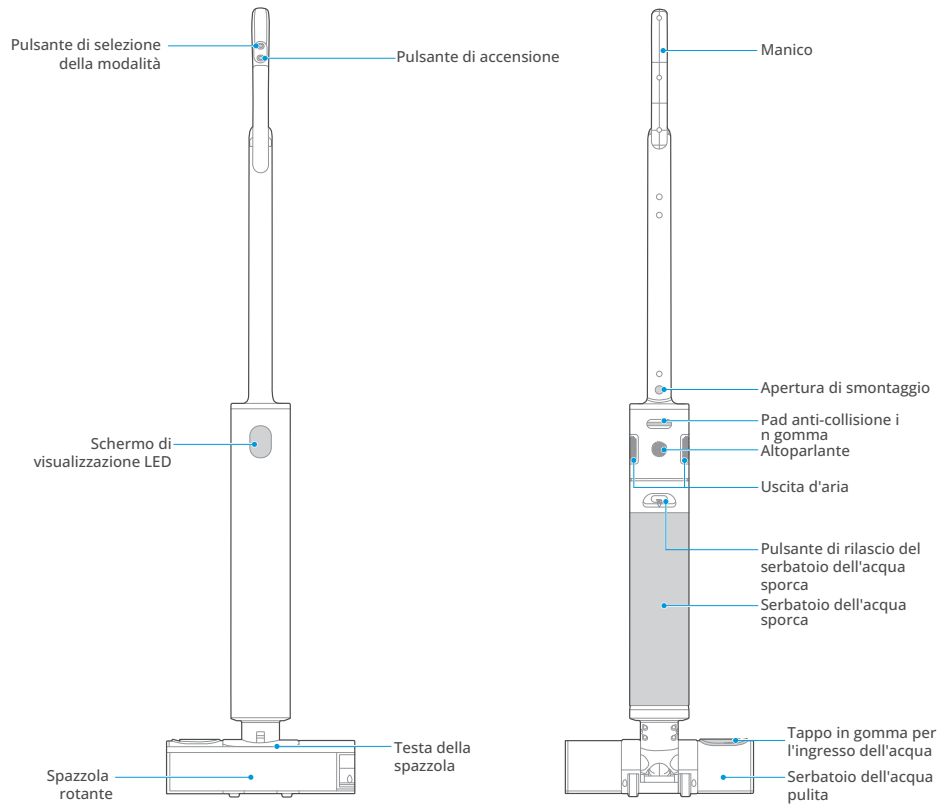 Pulsante di selezione
della modalità
Pulsante di accensione
Schermo di
visualizzazione LED
Testa della
spazzola
Spazzola
rotante
Manico
Apertura di smontaggio
Pad anti-collisione i
n gomma
Altoparlante
Uscita d'aria
Pulsante di rilascio del
serbatoio dell'acqua
sporca
Serbatoio dell'acqua
sporca
Tappo in gomma per
l'ingresso dell'acqua
Serbatoio dell'acqua
pulita